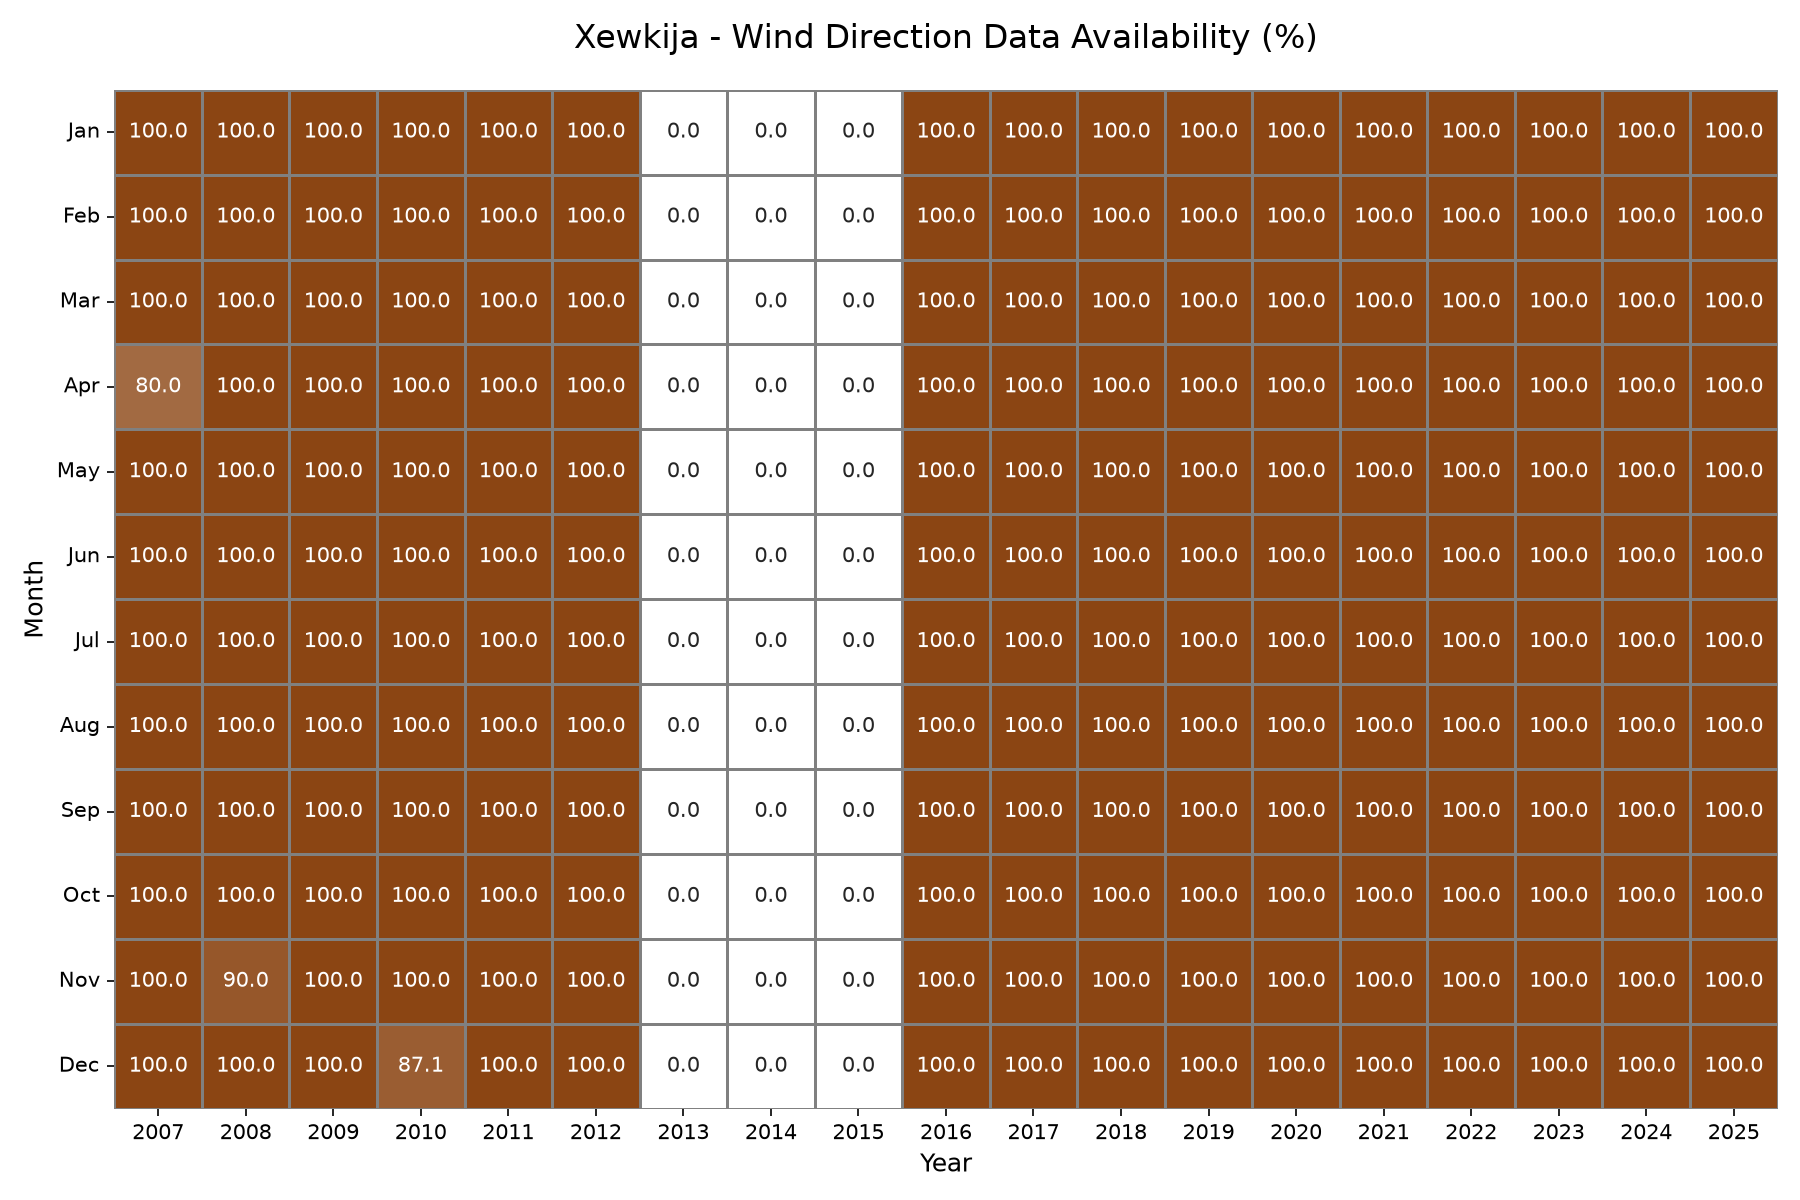 Xewkija - Wind Direction Data Availability (%)
Jan 100.0 100.0 100.0 100.0 100.0 100.0 0.0 0.0 0.0 100.0 100.0 100.0 100.0 100.0 100.0 100.0 100.0 100.0 100.0
Feb 100.0 100.0 100.0 100.0 100.0 100.0 0.0 0.0 0.0 100.0 100.0 100.0 100.0 100.0 100.0 100.0 100.0 100.0 100.0
Mar 100.0 100.0 100.0 100.0 100.0 100.0 0.0 0.0 0.0 100.0 100.0 100.0 100.0 100.0 100.0 100.0 100.0 100.0 100.0
Apr 80.0 100.0 100.0 100.0 100.0 100.0 0.0 0.0 0.0 100.0 100.0 100.0 100.0 100.0 100.0 100.0 100.0 100.0 100.0
May 100.0 100.0 100.0 100.0 100.0 100.0 0.0 0.0 0.0 100.0 100.0 100.0 100.0 100.0 100.0 100.0 100.0 100.0 100.0
Jun 100.0 100.0 100.0 100.0 100.0 100.0 0.0 0.0 0.0 100.0 100.0 100.0 100.0 100.0 100.0 100.0 100.0 100.0 100.0
Month
Jul 100.0 100.0 100.0 100.0 100.0 100.0 0.0 0.0 0.0 100.0 100.0 100.0 100.0 100.0 100.0 100.0 100.0 100.0 100.0
Aug 100.0 100.0 100.0 100.0 100.0 100.0 0.0 0.0 0.0 100.0 100.0 100.0 100.0 100.0 100.0 100.0 100.0 100.0 100.0
Sep 100.0 100.0 100.0 100.0 100.0 100.0 0.0 0.0 0.0 100.0 100.0 100.0 100.0 100.0 100.0 100.0 100.0 100.0 100.0
Oct 100.0 100.0 100.0 100.0 100.0 100.0 0.0 0.0 0.0 100.0 100.0 100.0 100.0 100.0 100.0 100.0 100.0 100.0 100.0
Nov 100.0 90.0 100.0 100.0 100.0 100.0 0.0 0.0 0.0 100.0 100.0 100.0 100.0 100.0 100.0 100.0 100.0 100.0 100.0
Dec 100.0 100.0 100.0 87.1 100.0 100.0 0.0 0.0 0.0 100.0 100.0 100.0 100.0 100.0 100.0 100.0 100.0 100.0 100.0
2007 2008 2009 2010 2011 2012 2013 2014 2015 2016 2017 2018 2019 2020 2021 2022 2023 2024 2025
Year